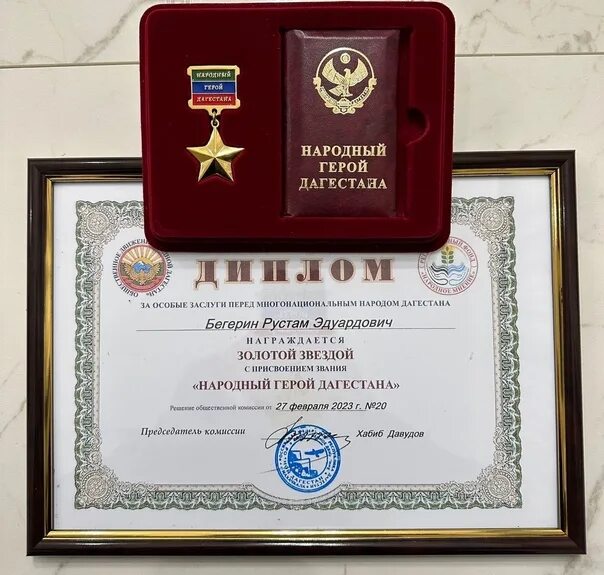 НАРОДНЫЙ
ГЕРОЙ
ДАГЕСТАНА
НАРОДНЫЙ
ГЕРОЙ
ДАГЕСТАНА
ДИПЛОМ
ЗА ОСОБЫЕ ЗАСЛУГИ ПЕРЕД МНОГОНАЦИОНАЛЬНЫМ НАРОДОМ ДАГЕСТАНА
Бегерин Рустам Эдуардович
НАГРАЖДАЕТСЯ
ЗОЛОТОЙ ЗВЕЗДОЙ
С ПРИСВОЕНИЕМ ЗВАНИЯ
«НАРОДНЫЙ ГЕРОЙ ДАГЕСТАНА»
Решение общественной комиссии от 27 февраля 2023 г. №20
Председатель комиссии Хабиб Давудов